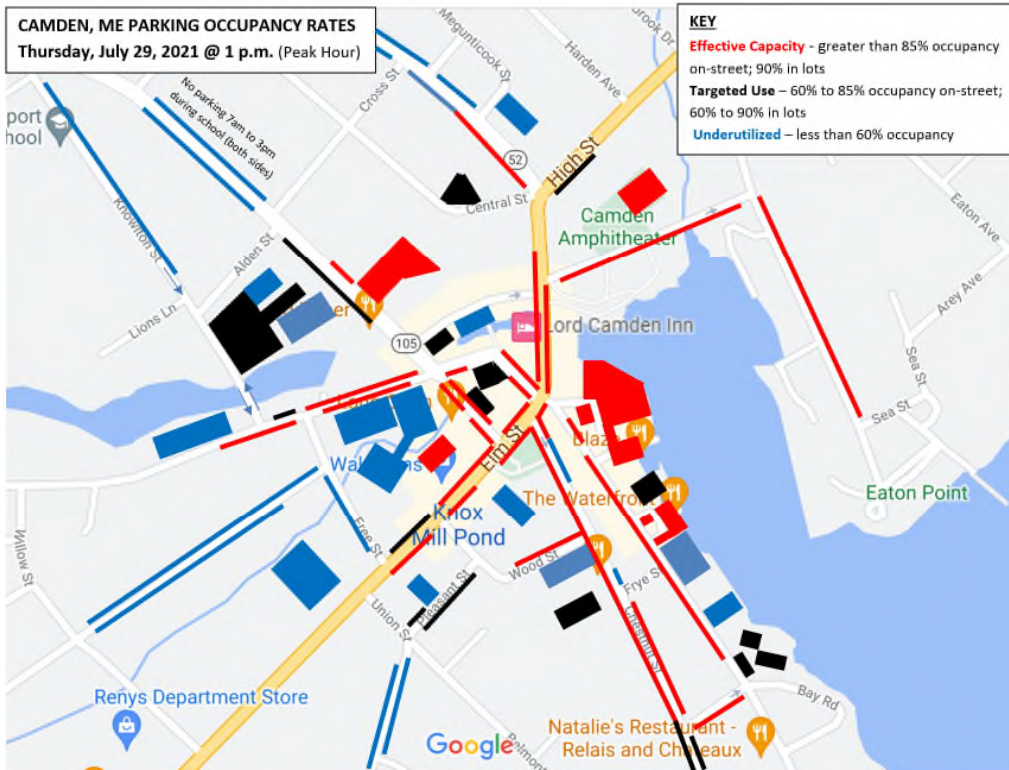 CAMDEN, ME PARKING OCCUPANCY RATES
Thursday, July 29, 2021 @ 1 p.m. (Peak Hour)
KEY
Effective Capacity - greater than 85% occupancy
on-street; 90% in lots
Targeted Use – 60% to 85% occupancy on-street;
60% to 90% in lots
Underutilized – less than 60% occupancy
Megunticook St
Harden Ave
Cross St
No parking 7am to 3pm
during school (both sides)
52
High St
Central St
Camden
Amphitheater
Eaton Ave
Knowlton St
Alden St
Lions Ln
Arey Ave
105
Lord Camden Inn
Sea St
Sea St
Elm St
The Waterfront
Eaton Point
Knox
Mill Pond
Willow St
Free St
Wood St
Frye S
Union St
Pleasant St
Chestnut St
Bay Rd
Renys Department Store
Natalie's Restaurant -
Relais and Chateaux
Google